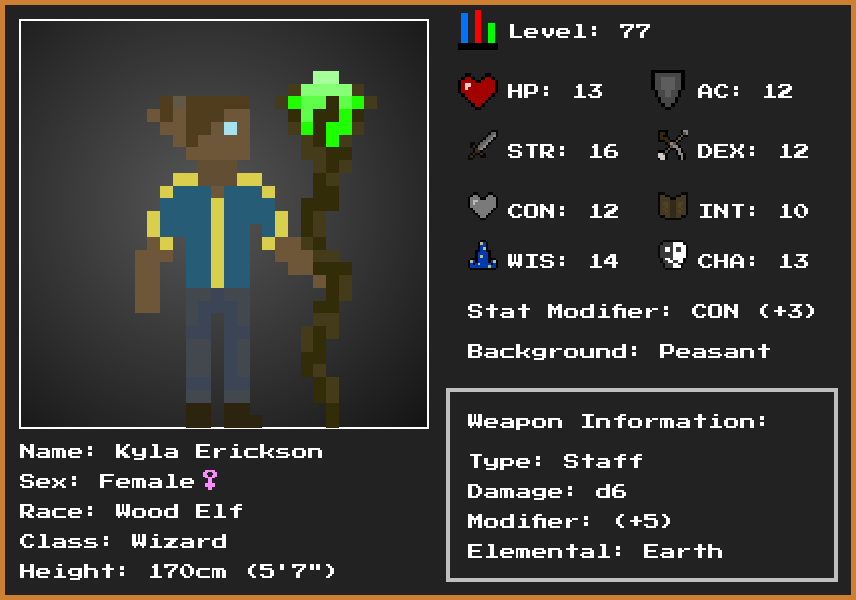 Level: 77
HP: 13 AC: 12
STR: 16 DEX: 12
CON: 12 INT: 10
WIS: 14 CHA: 13
Stat Modifier: CON (+3)
Background: Peasant
Weapon Information:
Type: Staff
Damage: d6
Modifier: (+5)
Elemental: Earth
Name: Kyla Erickson
Sex: Female♀
Race: Wood Elf
Class: Wizard
Height: 170cm (5'7")